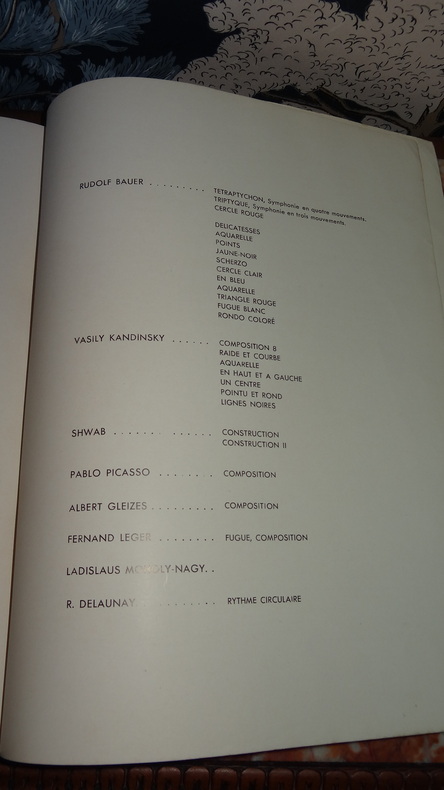 RUDOLF BAUER . . . . . . . . . TETRAPTYCHON, Symphonie en quatre mouvements.
TRIPTYQUE, Symphonie en trois mouvements.
CERCLE ROUGE
DELICATESSES
AQUARELLE
POINTS
JAUNE-NOIR
SCHERZO
CERCLE CLAIR
EN BLEU
AQUARELLE
TRIANGLE ROUGE
FUGUE BLANC
RONDO COLORÉ
VASILY KANDINSKY . . . . . . COMPOSITION 8
RAIDE ET COURBE
AQUARELLE
EN HAUT ET A GAUCHE
UN CENTRE
POINTU ET ROND
LIGNES NOIRES
SHWAB . . . . . . . . . . . . CONSTRUCTION
CONSTRUCTION II
PABLO PICASSO . . . . . . . . COMPOSITION
ALBERT GLEIZES . . . . . . . . . COMPOSITION
FERNAND LEGER . . . . . . . . FUGUE, COMPOSITION
LADISLAUS MOHOLY-NAGY. .
R. DELAUNAY. . . . . . . . . . RYTHME CIRCULAIRE